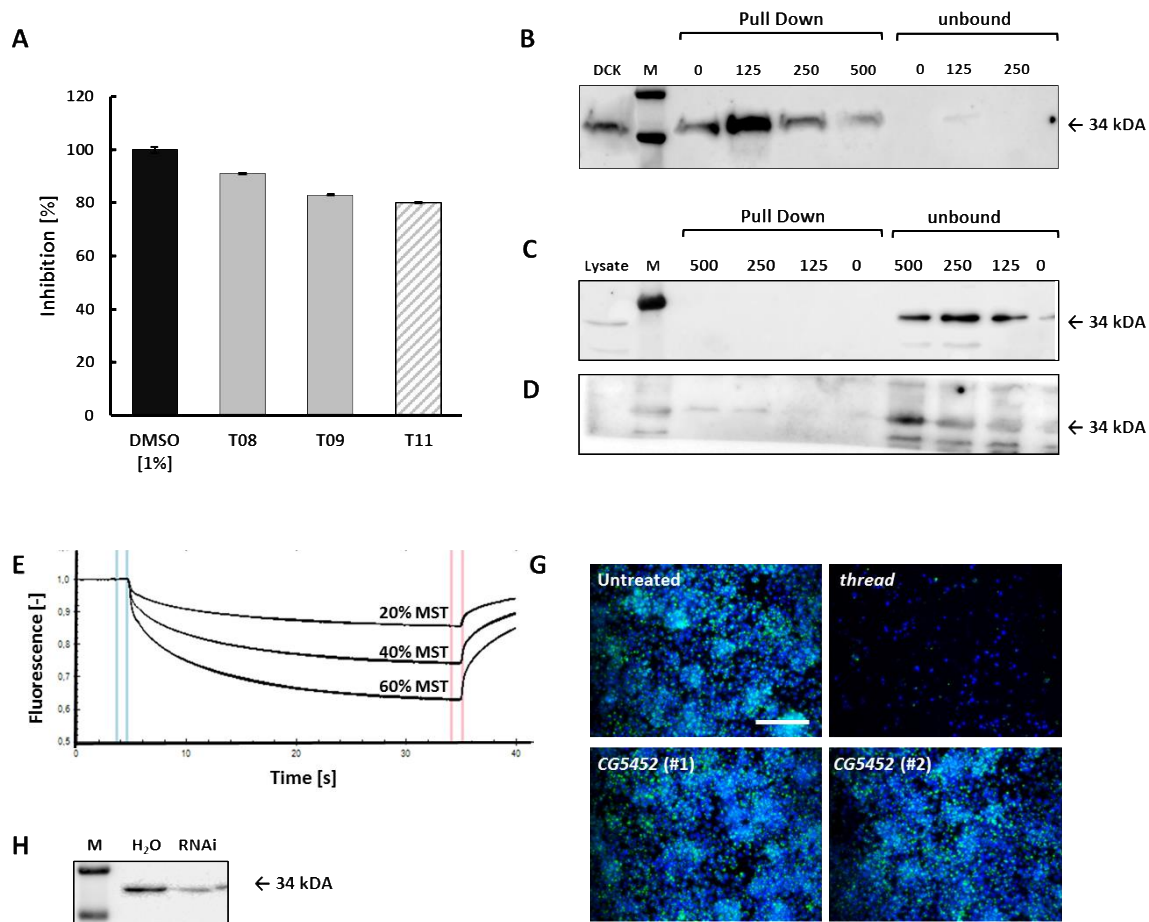 A
Inhibition [%]
120
100
80
60
40
20
0
DMSO [1%]
T08
T09
T11
B
Pull Down
unbound
DCK M 0 125 250 500 0 125 250
← 34 kDA
C
Pull Down
unbound
Lysate M 500 250 125 0 500 250 125 0
← 34 kDA
D
← 34 kDA
E
Fluorescence [-]
1,0
0,9
0,8
0,7
0,6
0,5
20% MST
40% MST
60% MST
0 10 20 30 40
Time [s]
G
Untreated
thread
CG5452 (#1)
CG5452 (#2)
H
M H₂O RNAi
← 34 kDA